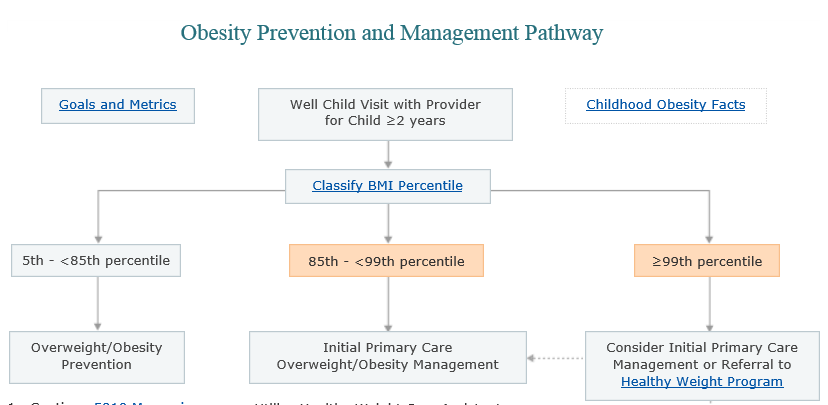 Obesity Prevention and Management Pathway
Goals and Metrics
Well Child Visit with Provider
for Child ≥2 years
Childhood Obesity Facts
Classify BMI Percentile
5th - <85th percentile
85th - <99th percentile
≥99th percentile
Overweight/Obesity
Prevention
Initial Primary Care
Overweight/Obesity Management
Consider Initial Primary Care
Management or Referral to
Healthy Weight Program